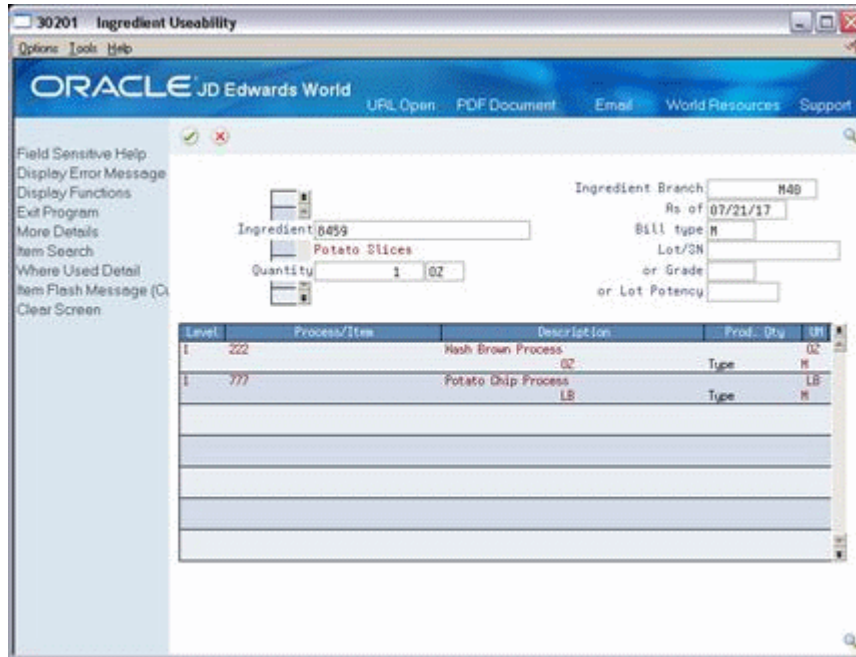 30201 Ingredient Useability
Options Tools Help
ORACLE JD Edwards World
URL Open PDF Document Email World Resources Support
Field Sensitive Help
Display Error Message
Display Functions
Exit Program
More Details
Item Search
Where Used Detail
Item Flash Message (Cu
Clear Screen
Ingredient Branch M40
As of 07/21/17
Ingredient 8459 Bill type M
Potato Slices Lot/SN
Quantity 1 OZ or Grade
or Lot Potency
Level Process/Item Description Prod. Qty UM
1 222 Hash Brown Process OZ
OZ Type M
1 777 Potato Chip Process LB
LB Type M